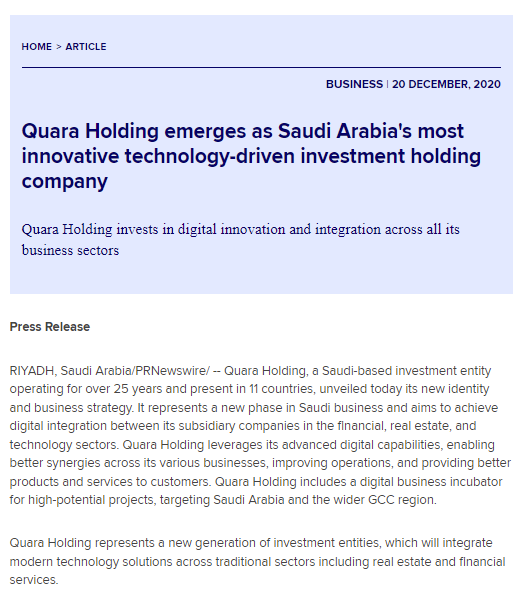 HOME > ARTICLE
BUSINESS | 20 DECEMBER, 2020
Quara Holding emerges as Saudi Arabia's most
innovative technology-driven investment holding
company
Quara Holding invests in digital innovation and integration across all its
business sectors
Press Release
RIYADH, Saudi Arabia/PRNewswire/ -- Quara Holding, a Saudi-based investment entity
operating for over 25 years and present in 11 countries, unveiled today its new identity
and business strategy. It represents a new phase in Saudi business and aims to achieve
digital integration between its subsidiary companies in the financial, real estate, and
technology sectors. Quara Holding leverages its advanced digital capabilities, enabling
better synergies across its various businesses, improving operations, and providing better
products and services to customers. Quara Holding includes a digital business incubator
for high-potential projects, targeting Saudi Arabia and the wider GCC region.
Quara Holding represents a new generation of investment entities, which will integrate
modern technology solutions across traditional sectors including real estate and financial
services.